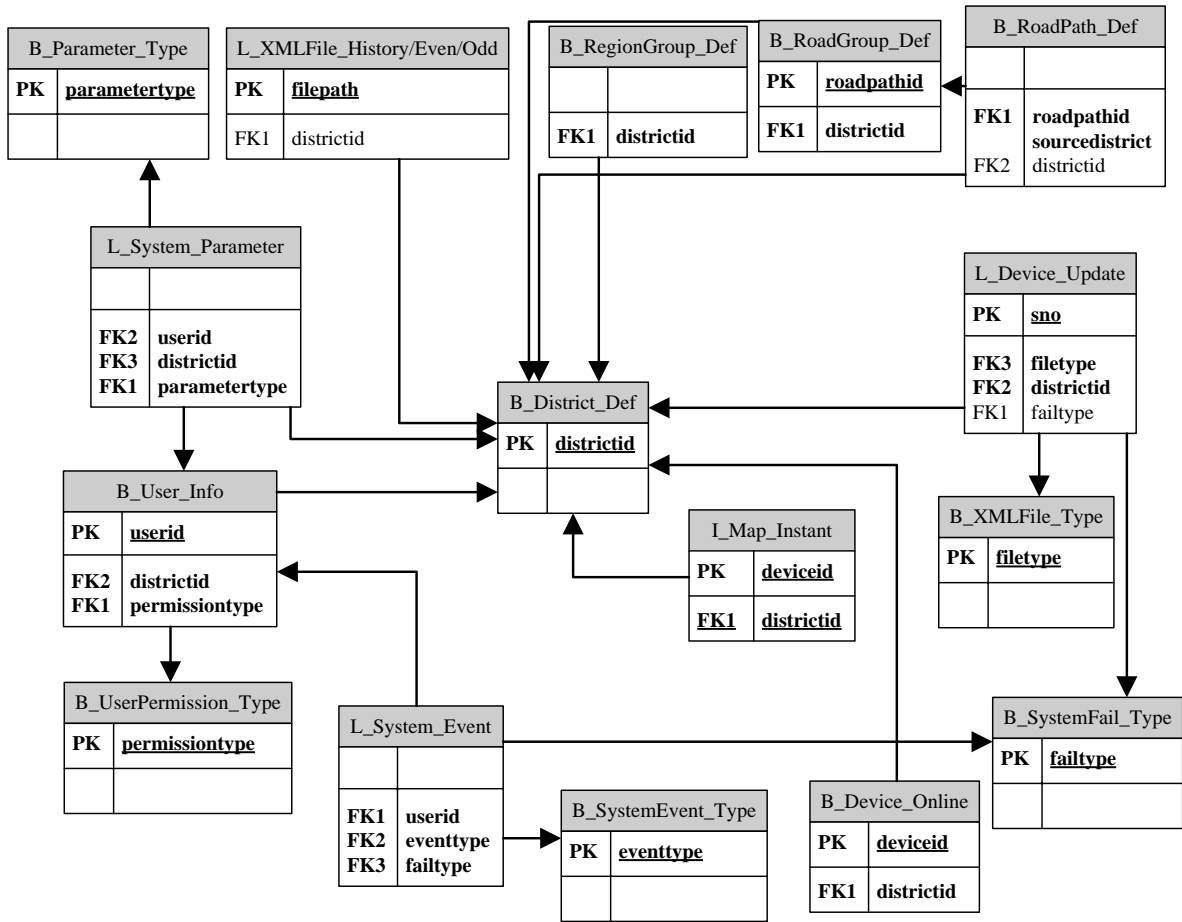 B_Parameter_Type
PK parametertype
L_XMLFile_History/Even/Odd
PK filepath
FK1 districtid
B_RegionGroup_Def
FK1 districtid
B_RoadGroup_Def
PK roadpathid
FK1 districtid
B_RoadPath_Def
FK1 roadpathid
sourcedistrict
FK2 districtid
L_System_Parameter
FK2 userid
FK3 districtid
FK1 parametertype
L_Device_Update
PK sno
FK3 filetype
FK2 districtid
FK1 failtype
B_District_Def
PK districtid
B_User_Info
PK userid
FK2 districtid
FK1 permissiontype
I_Map_Instant
PK deviceid
FK1 districtid
B_XMLFile_Type
PK filetype
B_UserPermission_Type
PK permissiontype
L_System_Event
FK1 userid
FK2 eventtype
FK3 failtype
B_SystemEvent_Type
PK eventtype
B_Device_Online
PK deviceid
FK1 districtid
B_SystemFail_Type
PK failtype